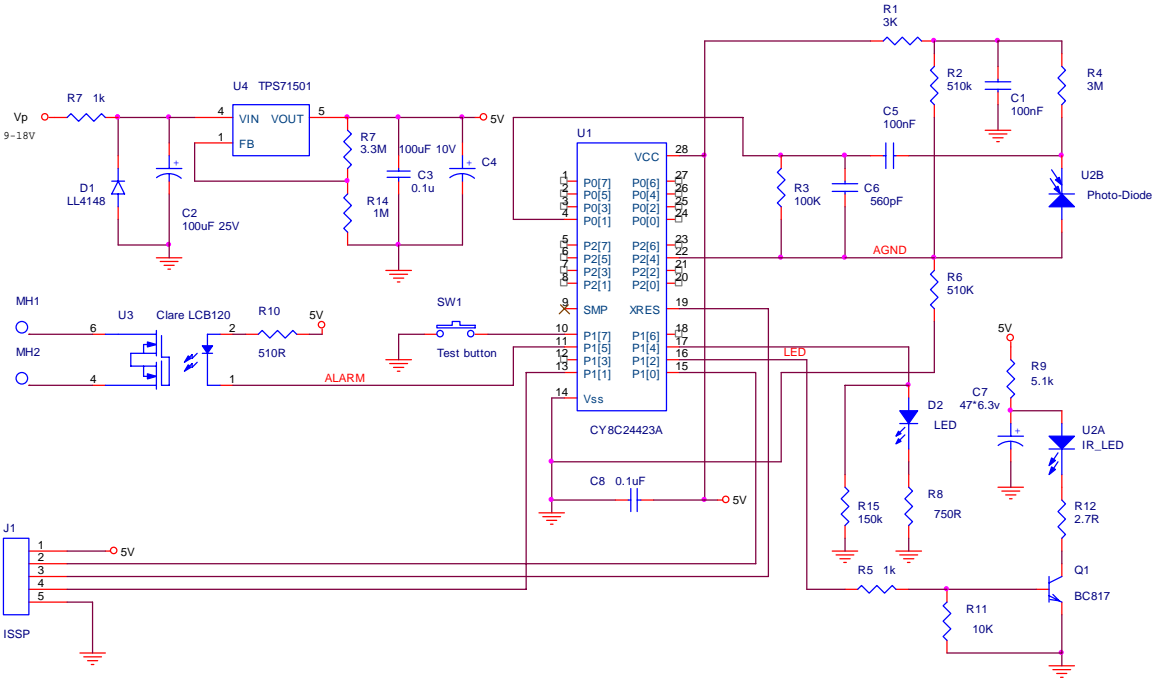 R1
3K
U4 TPS71501
R7 1k
Vp
9-18V
4
VIN
VOUT
5
1
FB
5V
R7
3.3M
100uF 10V
C4
C3
0.1u
R14
1M
D1
LL4148
C2
100uF 25V
R2
510k
C1
100nF
R4
3M
C5
100nF
R3
100K
C6
560pF
U2B
Photo-Diode
AGND
R6
510K
U1
VCC
28
1
P0[7]
P0[6]
27
2
P0[5]
P0[4]
26
3
P0[3]
P0[2]
25
4
P0[1]
P0[0]
24
5
P2[7]
P2[6]
23
6
P2[5]
P2[4]
22
7
P2[3]
P2[2]
21
8
P2[1]
P2[0]
20
9
SMP
XRES
19
10
P1[7]
P1[6]
18
11
P1[5]
P1[4]
17
12
P1[3]
P1[2]
16
13
P1[1]
P1[0]
15
14
Vss
CY8C24423A
MH1
U3
Clare LCB120
6
2
R10
510R
5V
MH2
4
1
ALARM
SW1
Test button
LED
5V
R9
5.1k
C7
47*6.3v
U2A
IR_LED
D2
LED
R15
150k
R8
750R
R12
2.7R
C8 0.1uF
5V
J1
1
5V
2
3
4
5
ISSP
R5 1k
R11
10K
Q1
BC817